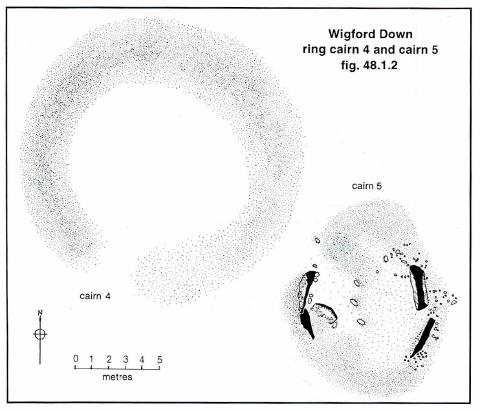 Wigford Down
ring cairn 4 and cairn 5
fig. 48.1.2
cairn 5
cairn 4
N
0 1 2 3 4 5
metres